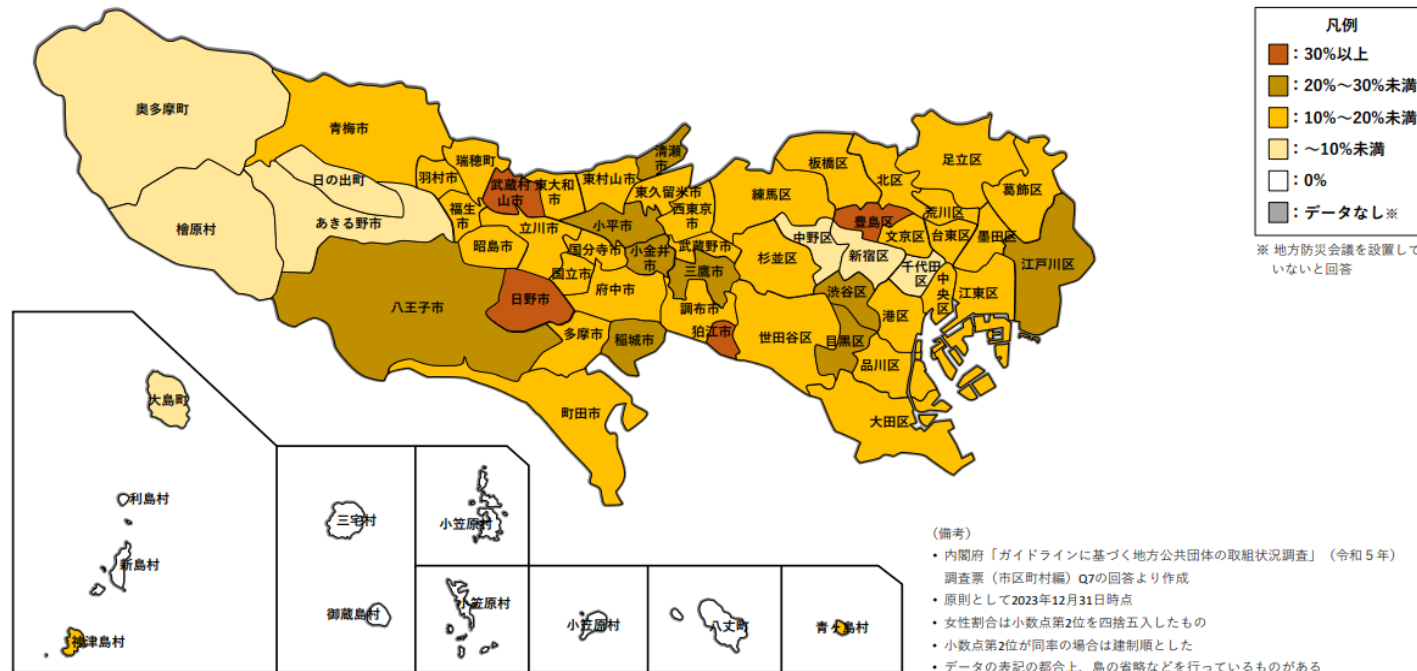 凡例
：30%以上
：20%～30%未満
：10%～20%未満
：～10%未満
：0%
：データなし※
※ 地方防災会議を設置して
いないと回答
奥多摩町
青梅市
日の出町
檜原村
あきる野市
瑞穂町
羽村市
福生
市
武蔵村
山市
東大和
市
東村山市
清瀬
市
東久留米市
西東京
市
小平市
立川市
昭島市
国分寺市
小金井
市
武蔵野市
国立市
三鷹市
府中市
調布市
狛江市
八王子市
日野市
多摩市
稲城市
町田市
練馬区
板橋区
北区
足立区
葛飾区
豊島区
荒川区
文京区
台東区
墨田区
江戸川区
中野区
新宿区
千代田
区
杉並区
渋谷区
中
央
区
江東区
港区
世田谷区
目黒区
品川区
大田区
大島町
利島村
新島村
神津島村
三宅村
御蔵島村
小笠原村
小笠原村
小笠原村
八丈町
青ヶ島村
（備考）
• 内閣府「ガイドラインに基づく地方公共団体の取組状況調査」（令和５年）
調査票（市区町村編）Q7の回答より作成
• 原則として2023年12月31日時点
• 女性割合は小数点第2位を四捨五入したもの
• 小数点第2位が同率の場合は建制順とした
• データの表記の都合上、島の省略などを行っているものがある